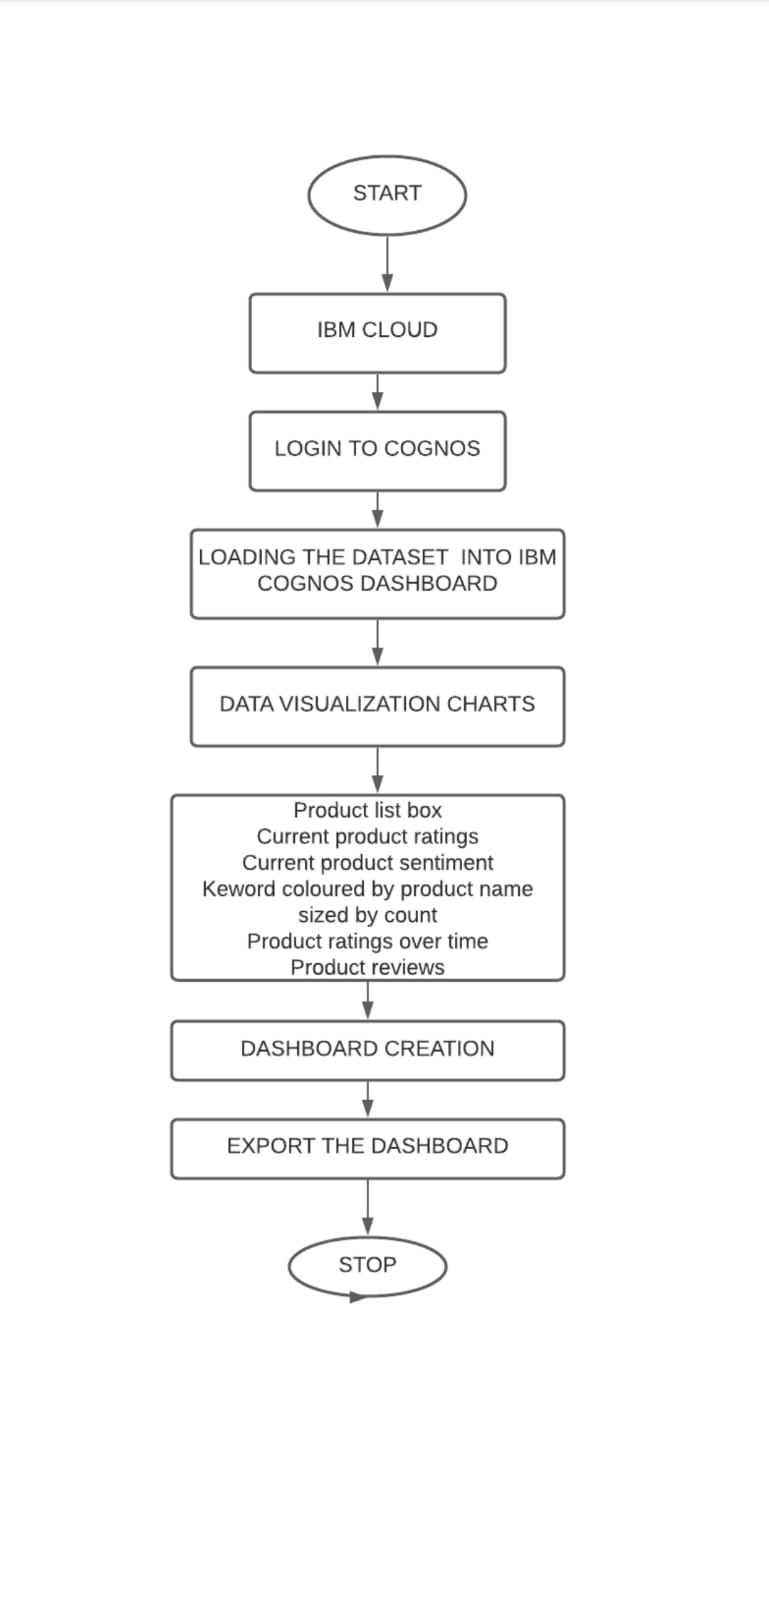 START
IBM CLOUD
LOGIN TO COGNOS
LOADING THE DATASET  INTO IBM
COGNOS DASHBOARD
DATA VISUALIZATION CHARTS
Product list box
Current product ratings
Current product sentiment
Keword coloured by product name
sized by count
Product ratings over time
Product reviews
DASHBOARD CREATION
EXPORT THE DASHBOARD
STOP